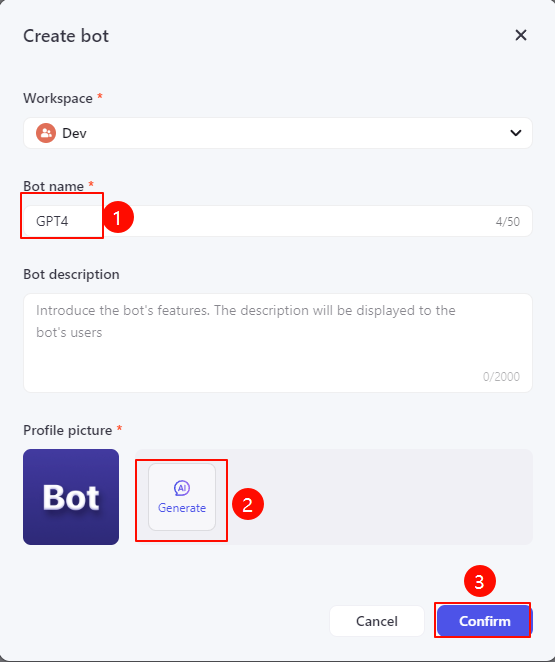 Create bot
Workspace *
Dev
Bot name *
GPT4
1
4/50
Bot description
Introduce the bot's features. The description will be displayed to the
bot's users
0/2000
Profile picture *
Bot
AI
Generate
2
3
Cancel
Confirm